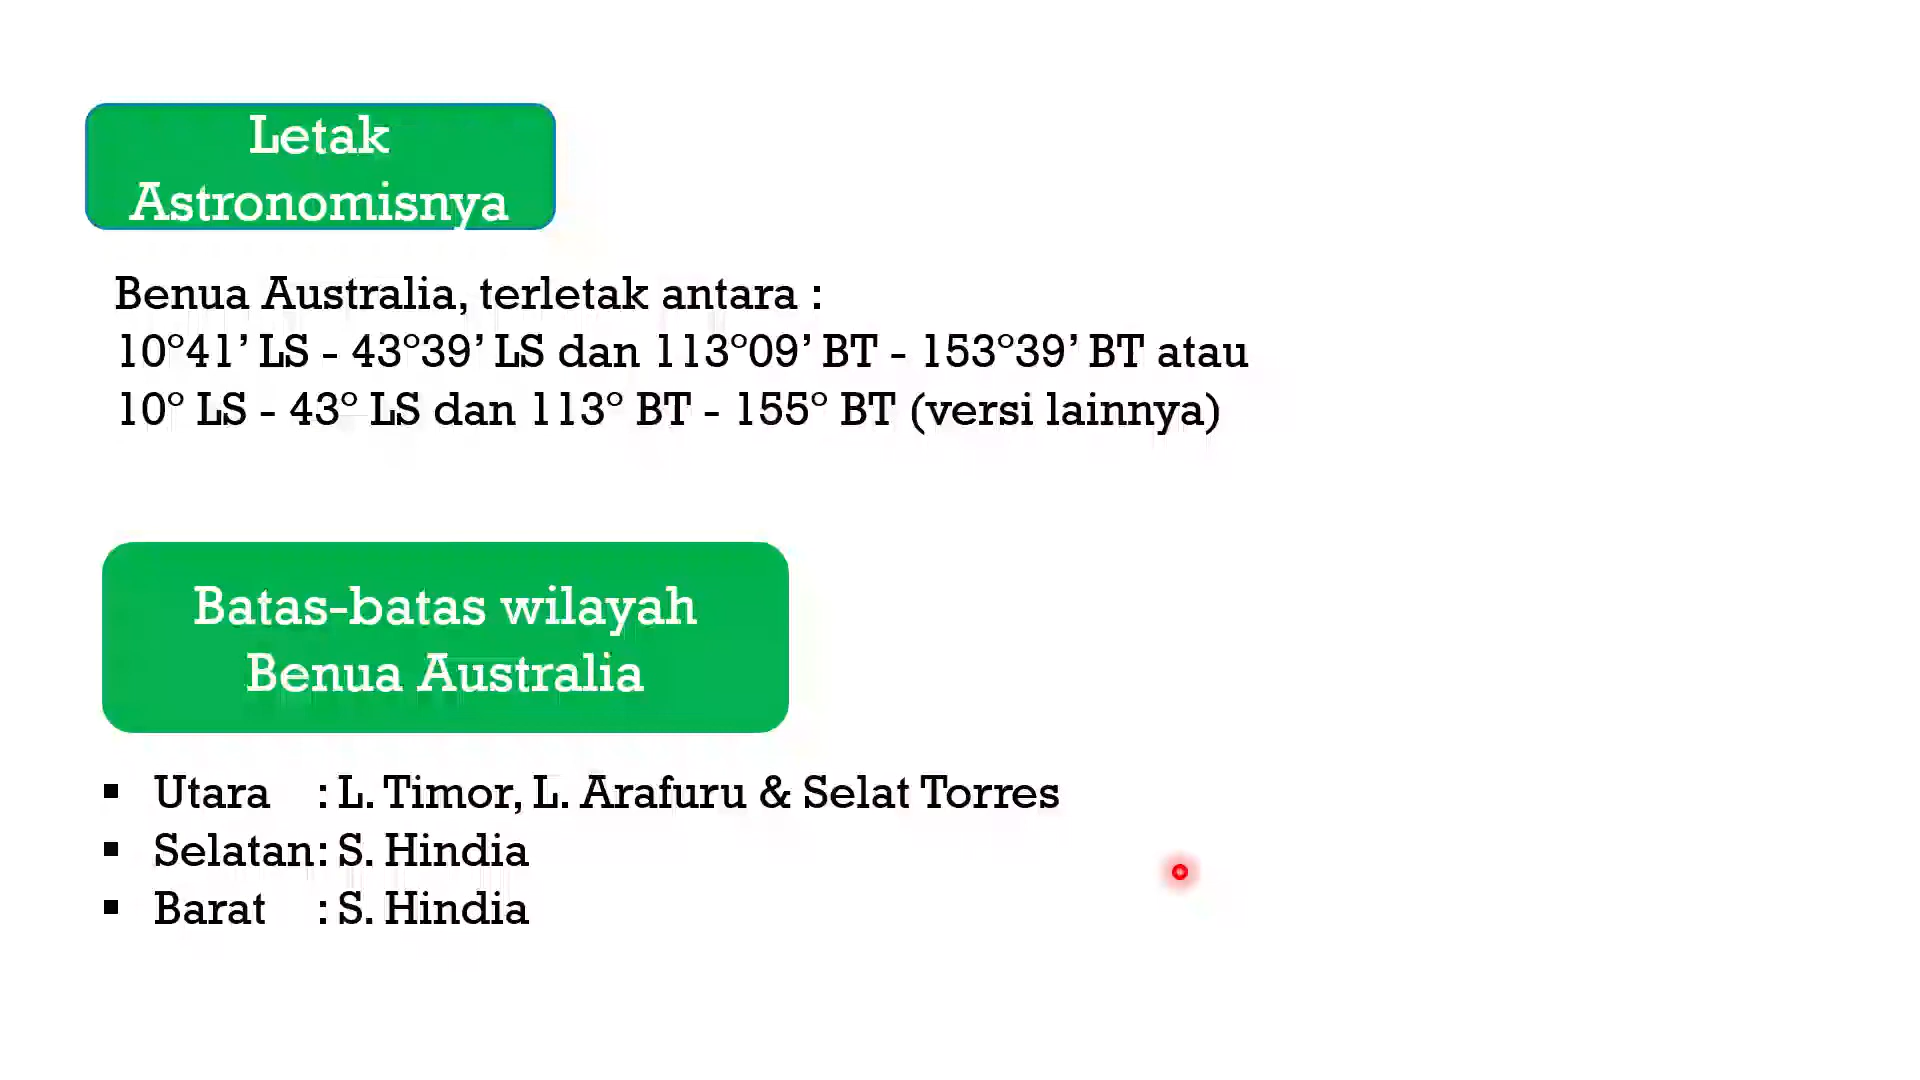 Letak
Astronomisnya
Benua Australia, terletak antara :
10°41’ LS - 43°39’ LS dan 113°09’ BT - 153°39’ BT atau
10° LS - 43° LS dan 113° BT - 155° BT (versi lainnya)
Batas-batas wilayah
Benua Australia
▪ Utara : L. Timor, L. Arafuru & Selat Torres
▪ Selatan: S. Hindia
▪ Barat : S. Hindia